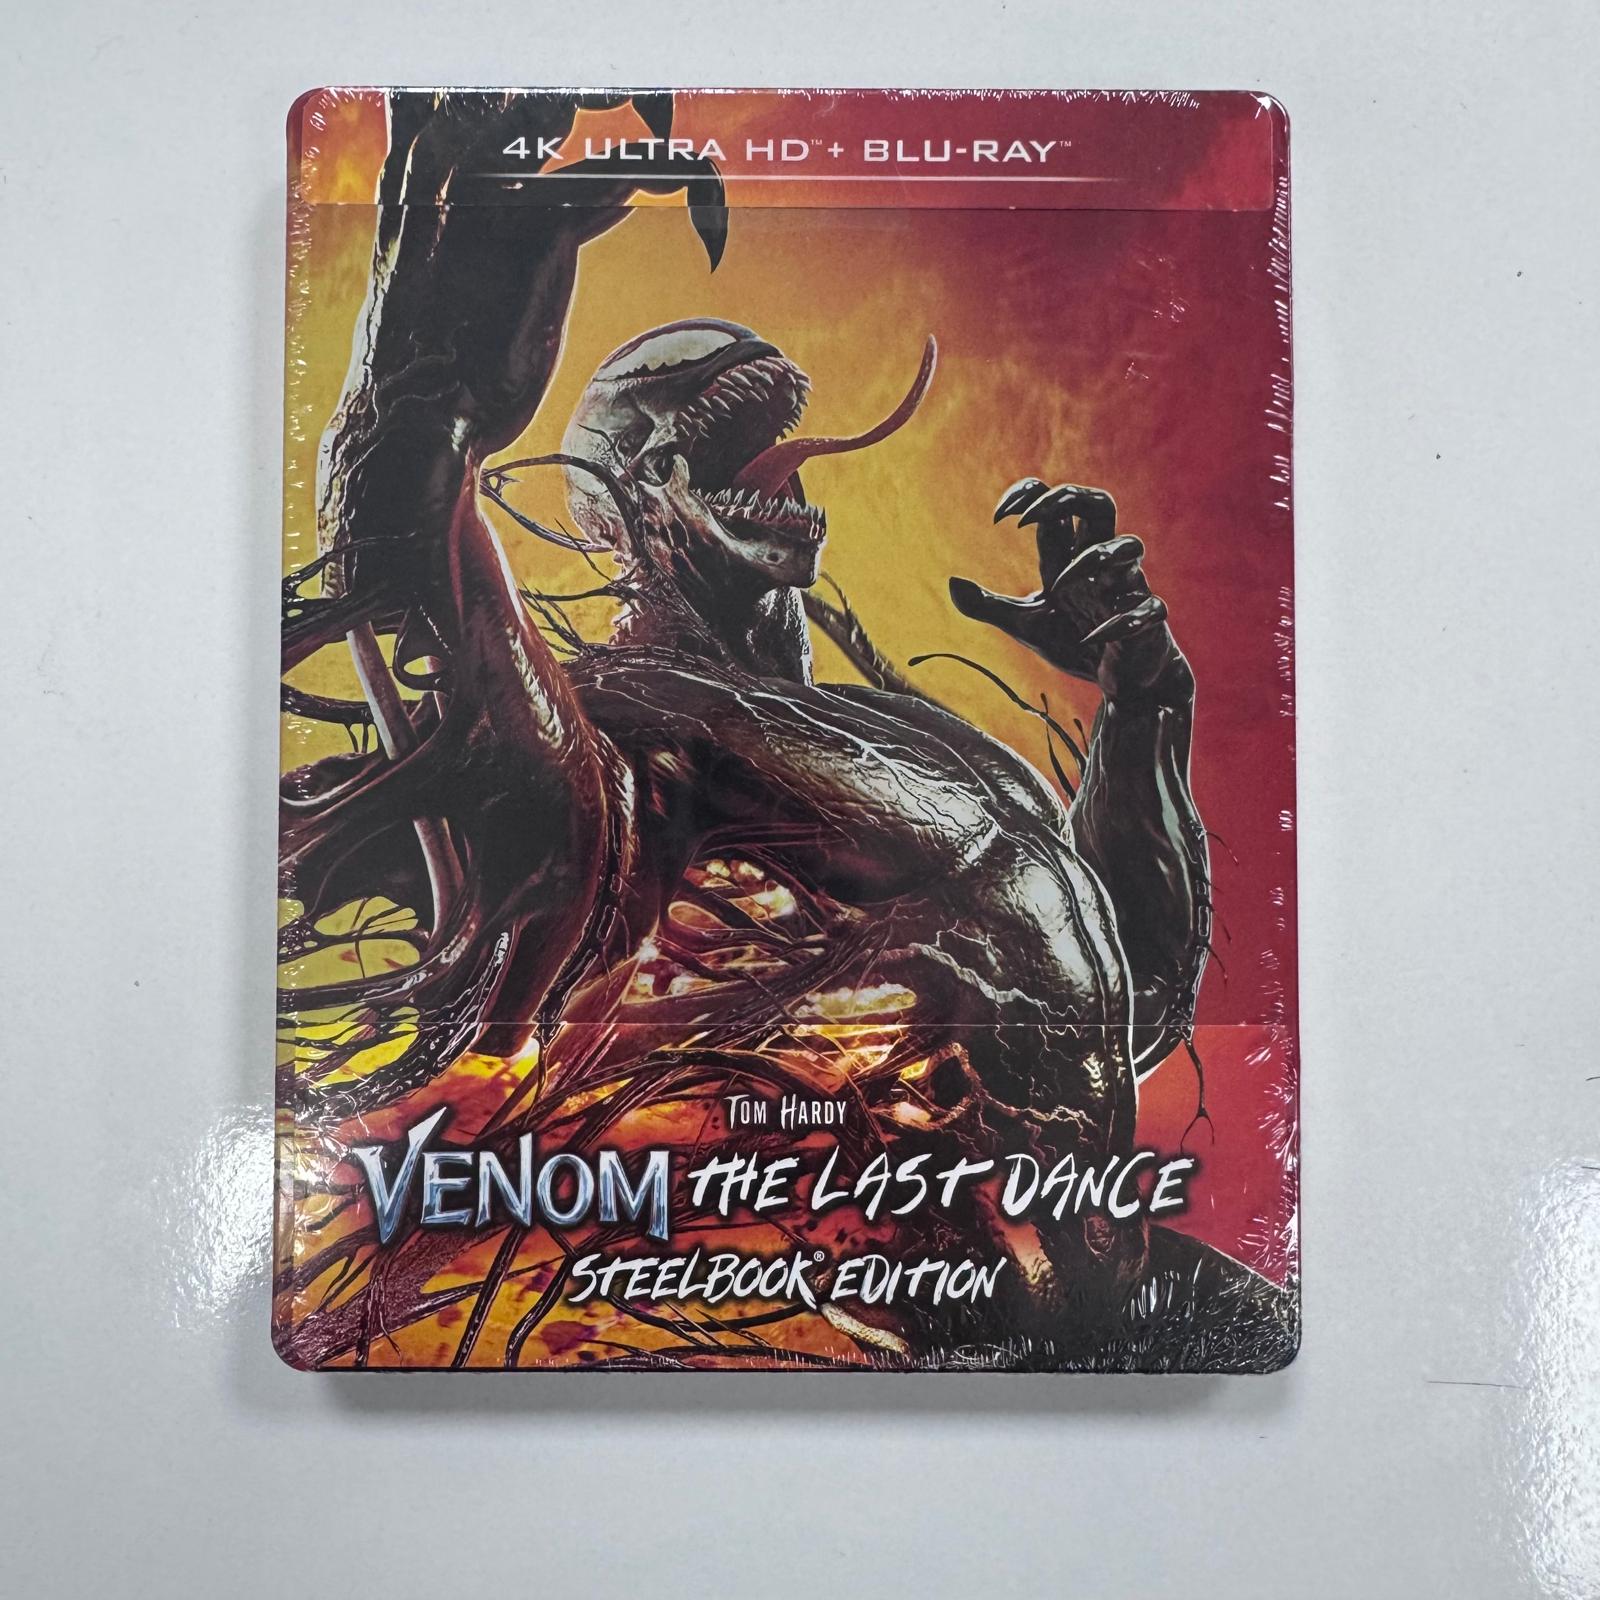 4K ULTRA HD™ + BLU-RAY™
TOM HARDY
VENOM THE LAST DANCE
STEELBOOK® EDITION